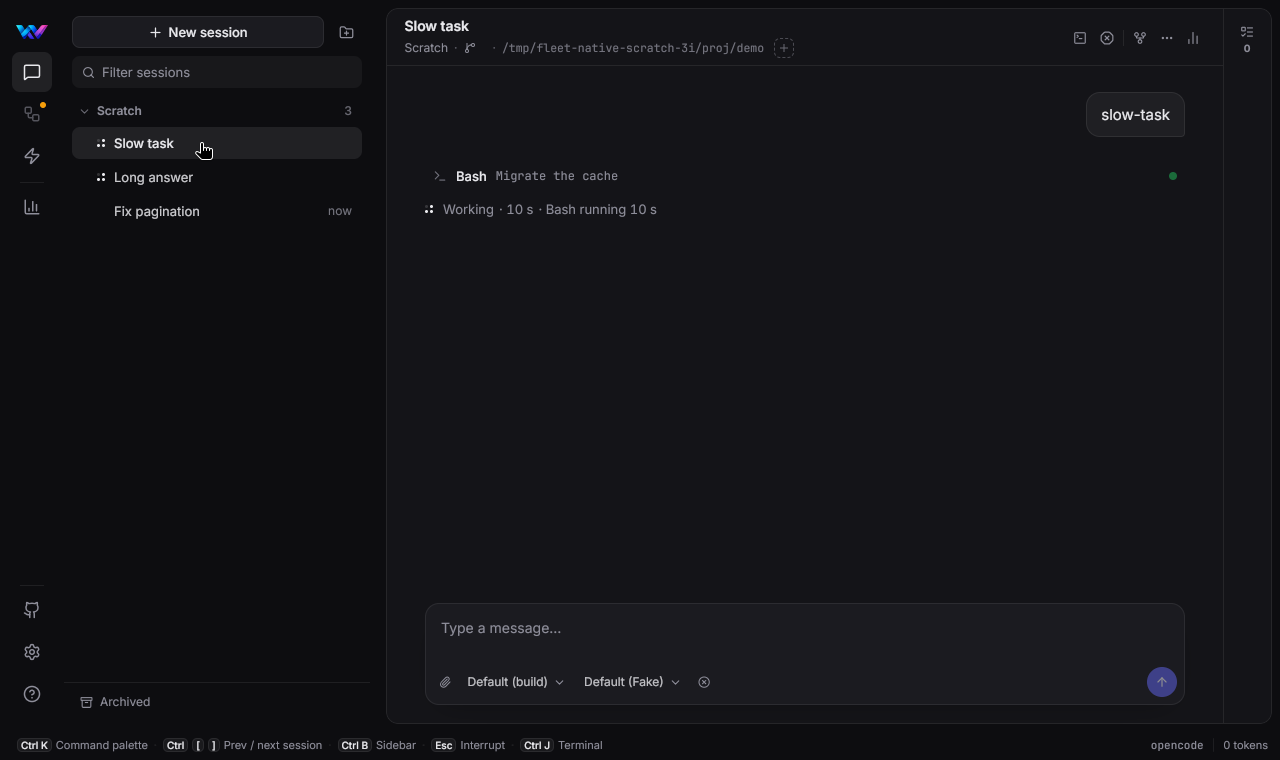 New session
Filter sessions
Scratch 3
Slow task
Long answer
Fix pagination now
Archived
Slow task
Scratch · · /tmp/fleet-native-scratch-3i/proj/demo
0
slow-task
Bash Migrate the cache
Working · 10 s · Bash running 10 s
Type a message...
Default (build) Default (Fake)
Ctrl K Command palette · Ctrl [ ] Prev / next session · Ctrl B Sidebar · Esc Interrupt · Ctrl J Terminal opencode 0 tokens